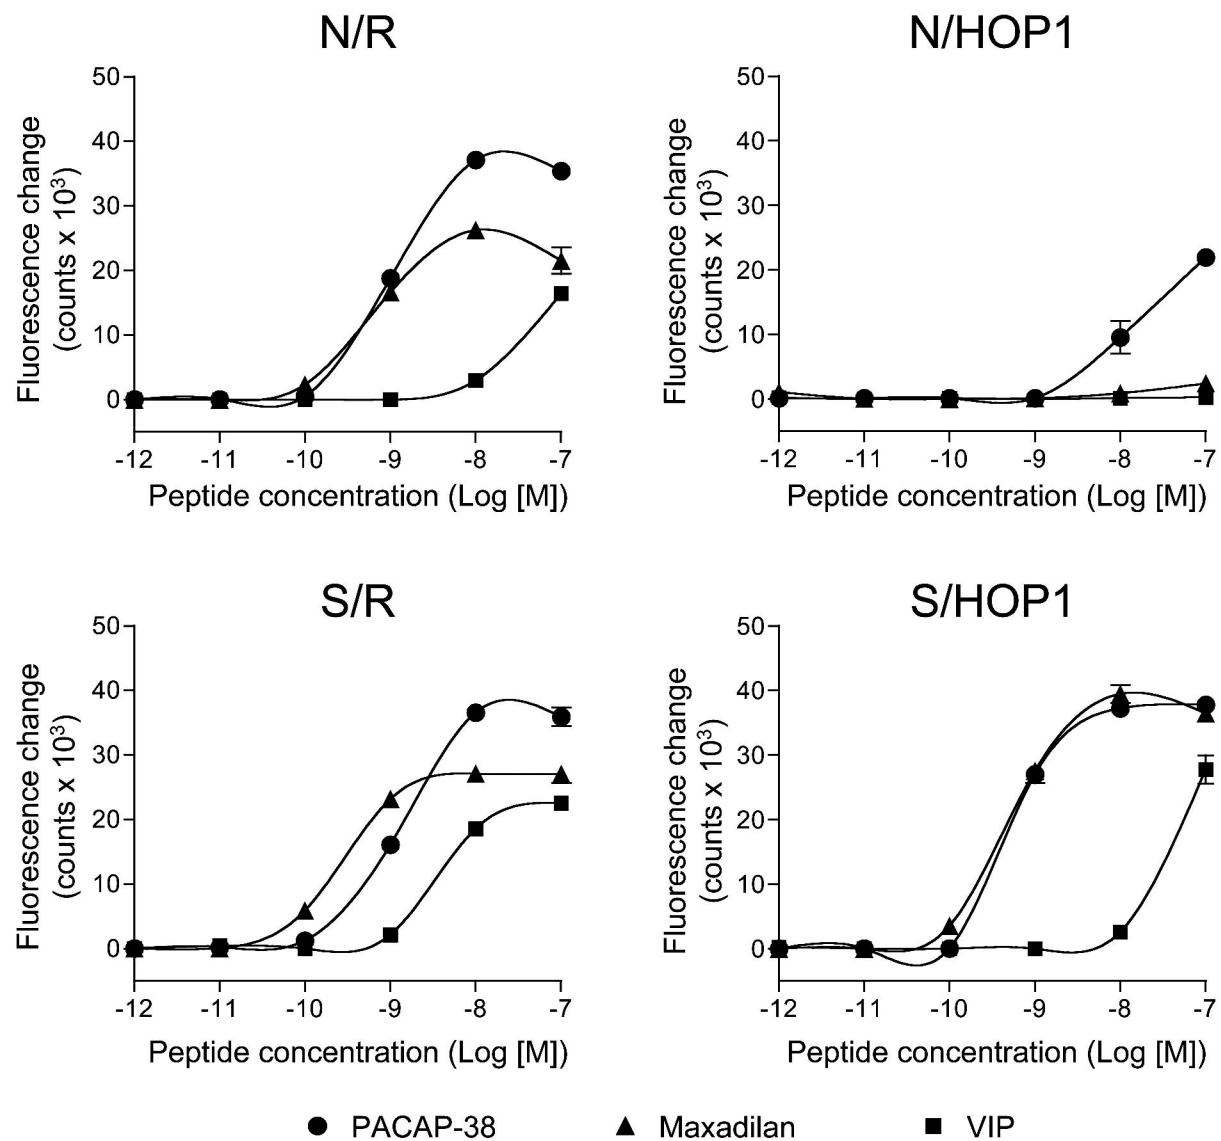 N/R
Fluorescence change
(counts x 10³)
50
40
30
20
10
0
-12 -11 -10 -9 -8 -7
Peptide concentration (Log [M])
N/HOP1
Fluorescence change
(counts x 10³)
50
40
30
20
10
0
-12 -11 -10 -9 -8 -7
Peptide concentration (Log [M])
S/R
Fluorescence change
(counts x 10³)
50
40
30
20
10
0
-12 -11 -10 -9 -8 -7
Peptide concentration (Log [M])
S/HOP1
Fluorescence change
(counts x 10³)
50
40
30
20
10
0
-12 -11 -10 -9 -8 -7
Peptide concentration (Log [M])
PACAP-38 Maxadilan VIP